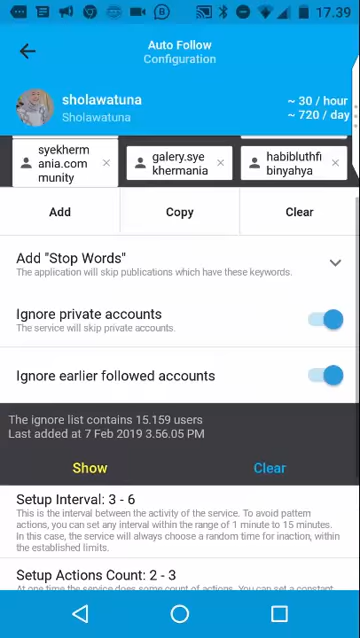 17.39
Auto Follow
Configuration
sholawatuna
Sholawatuna
~ 30 / hour
~ 720 / day
syekherm
ania.com
munity
galery.sye
khermania
habibluthfi
binyahya
Add
Copy
Clear
Add "Stop Words"
The application will skip publications which have these keywords.
Ignore private accounts
The service will skip private accounts.
Ignore earlier followed accounts
The ignore list contains 15.159 users
Last added at 7 Feb 2019 3.56.05 PM
Show
Clear
Setup Interval: 3 - 6
This is the interval between the activity of the service. To avoid pattern
actions, you can set any interval within the range of 1 minute to 15 minutes.
In this case, the service will always choose a random time for inaction, within
the established limits.
Setup Actions Count: 2 - 3
At one time the service does some count of actions. You can set a constant